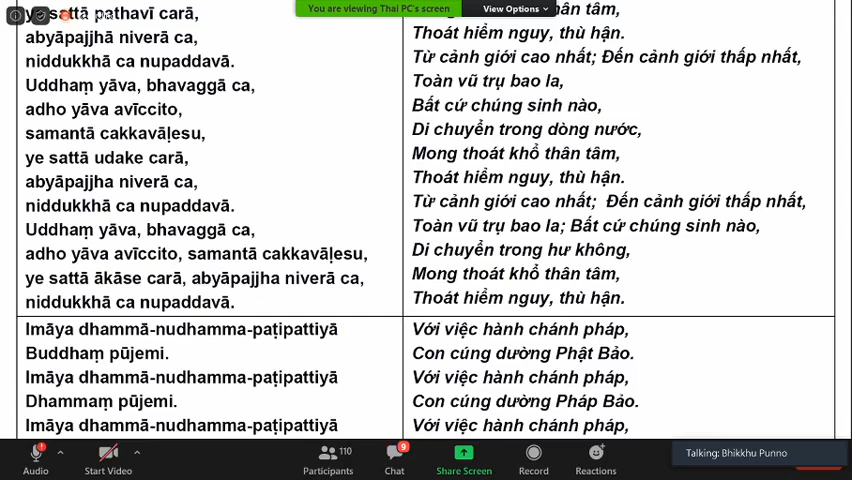 You are viewing Thai PC's screen
View Options
ye sattā pathavī carā,
abyāpajjhā niverā ca,
niddukkhā ca nupaddavā.
Uddhaṃ yāva, bhavaggā ca,
adho yāva avīccito,
samantā cakkavāḷesu,
ye sattā udake carā,
abyāpajjha niverā ca,
niddukkhā ca nupaddavā.
Uddhaṃ yāva, bhavaggā ca,
adho yāva avīccito, samantā cakkavāḷesu,
ye sattā ākāse carā, abyāpajjha niverā ca,
niddukkhā ca nupaddavā.
thân tâm,
Thoát hiểm nguy, thù hận.
Từ cảnh giới cao nhất; Đến cảnh giới thấp nhất,
Toàn vũ trụ bao la,
Bất cứ chúng sinh nào,
Di chuyển trong dòng nước,
Mong thoát khổ thân tâm,
Thoát hiểm nguy, thù hận.
Từ cảnh giới cao nhất;  Đến cảnh giới thấp nhất,
Toàn vũ trụ bao la; Bất cứ chúng sinh nào,
Di chuyển trong hư không,
Mong thoát khổ thân tâm,
Thoát hiểm nguy, thù hận.
Imāya dhammā-nudhamma-paṭipattiyā
Buddhaṃ pūjemi.
Imāya dhammā-nudhamma-paṭipattiyā
Dhammaṃ pūjemi.
Imāya dhammā-nudhamma-paṭipattiyā
Với việc hành chánh pháp,
Con cúng dường Phật Bảo.
Với việc hành chánh pháp,
Con cúng dường Pháp Bảo.
Với việc hành chánh pháp,
Audio
Start Video
110
Participants
9
Chat
Share Screen
Record
Reactions
Talking: Bhikkhu Punno